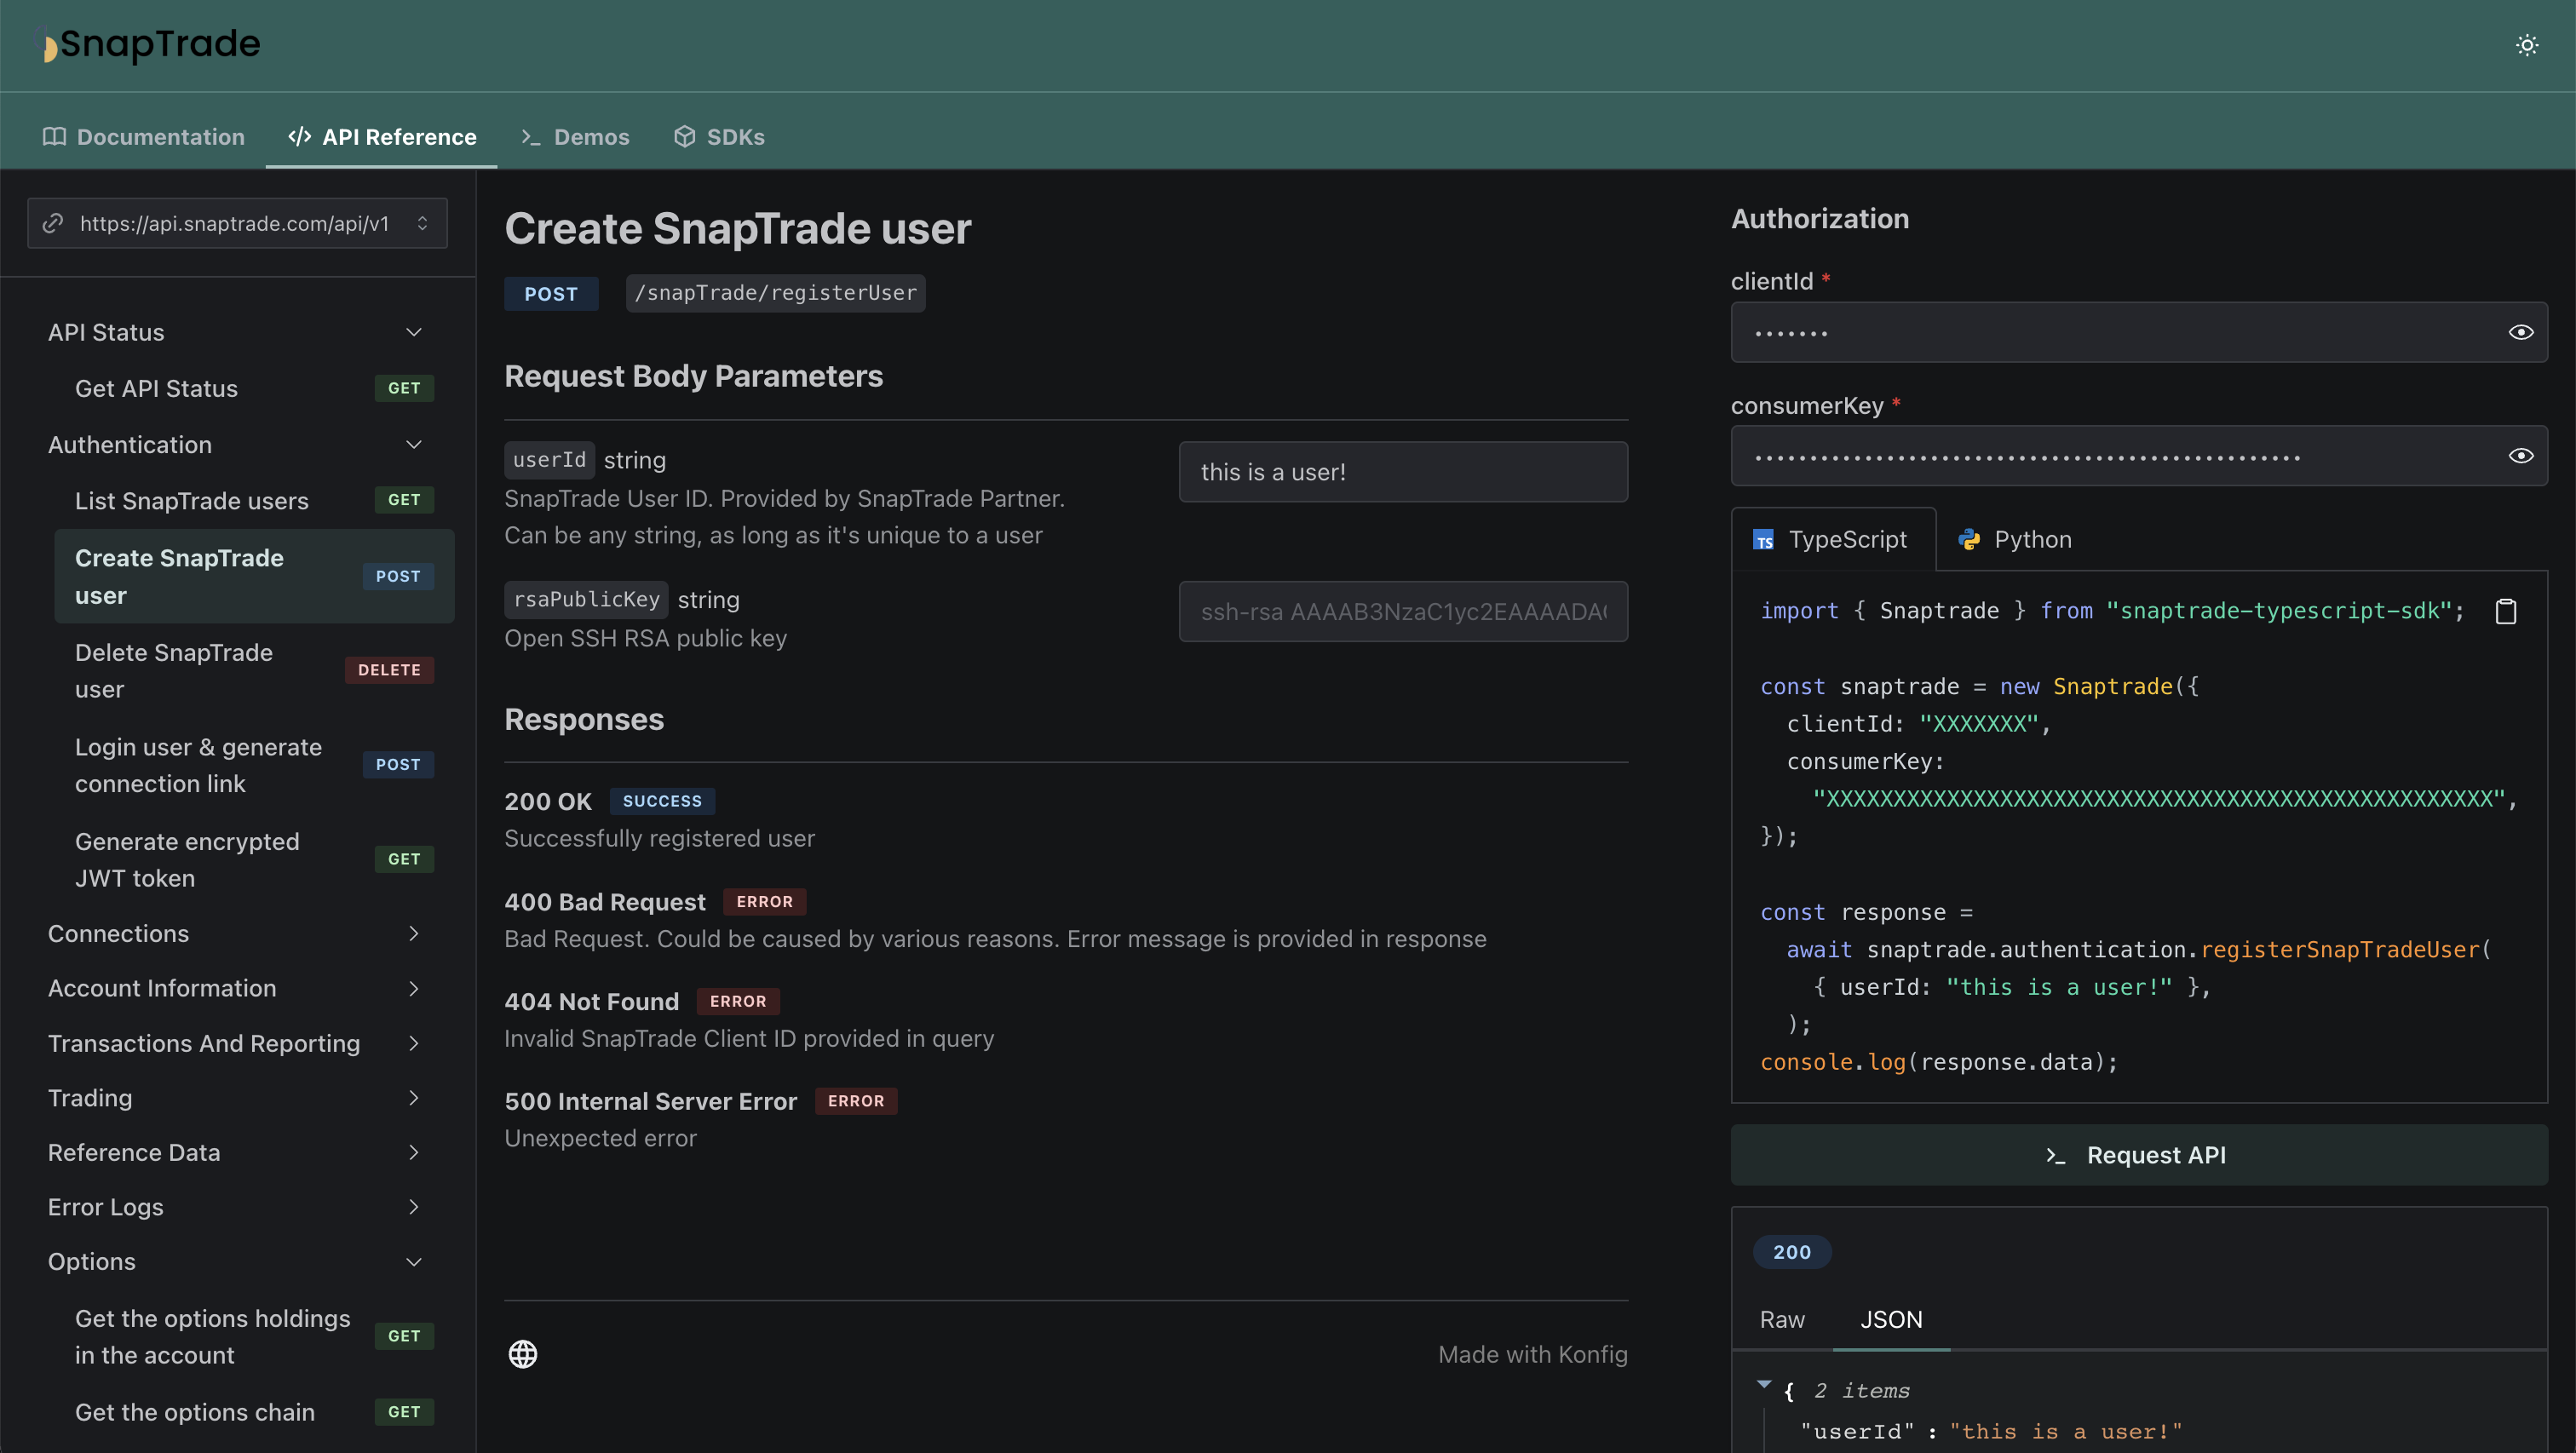 SnapTrade
Documentation
API Reference
Demos
SDKs
https://api.snaptrade.com/api/v1
API Status
Get API Status GET
Authentication
List SnapTrade users GET
Create SnapTrade
user
POST
Delete SnapTrade
user
DELETE
Login user & generate
connection link
POST
Generate encrypted
JWT token
GET
Connections
Account Information
Transactions And Reporting
Trading
Reference Data
Error Logs
Options
Get the options holdings
in the account
GET
Get the options chain GET
Create SnapTrade user
POST /snapTrade/registerUser
Request Body Parameters
userId string
SnapTrade User ID. Provided by SnapTrade Partner.
Can be any string, as long as it's unique to a user
this is a user!
rsaPublicKey string
Open SSH RSA public key
ssh-rsa AAAAB3NzaC1yc2EAAAADA
Responses
200 OK SUCCESS
Successfully registered user
400 Bad Request ERROR
Bad Request. Could be caused by various reasons. Error message is provided in response
404 Not Found ERROR
Invalid SnapTrade Client ID provided in query
500 Internal Server Error ERROR
Unexpected error
Made with Konfig
Authorization
clientId *
•••••••
consumerKey *
••••••••••••••••••••••••••••••••••••••••••••••••••
TypeScript
Python
import { Snaptrade } from "snaptrade-typescript-sdk";
const snaptrade = new Snaptrade({
clientId: "XXXXXXX",
consumerKey:
"XXXXXXXXXXXXXXXXXXXXXXXXXXXXXXXXXXXXXXXXXXXXXXXXXX",
});
const response =
await snaptrade.authentication.registerSnapTradeUser(
{ userId: "this is a user!" },
);
console.log(response.data);
>_ Request API
200
Raw
JSON
{ 2 items
"userId" : "this is a user!"